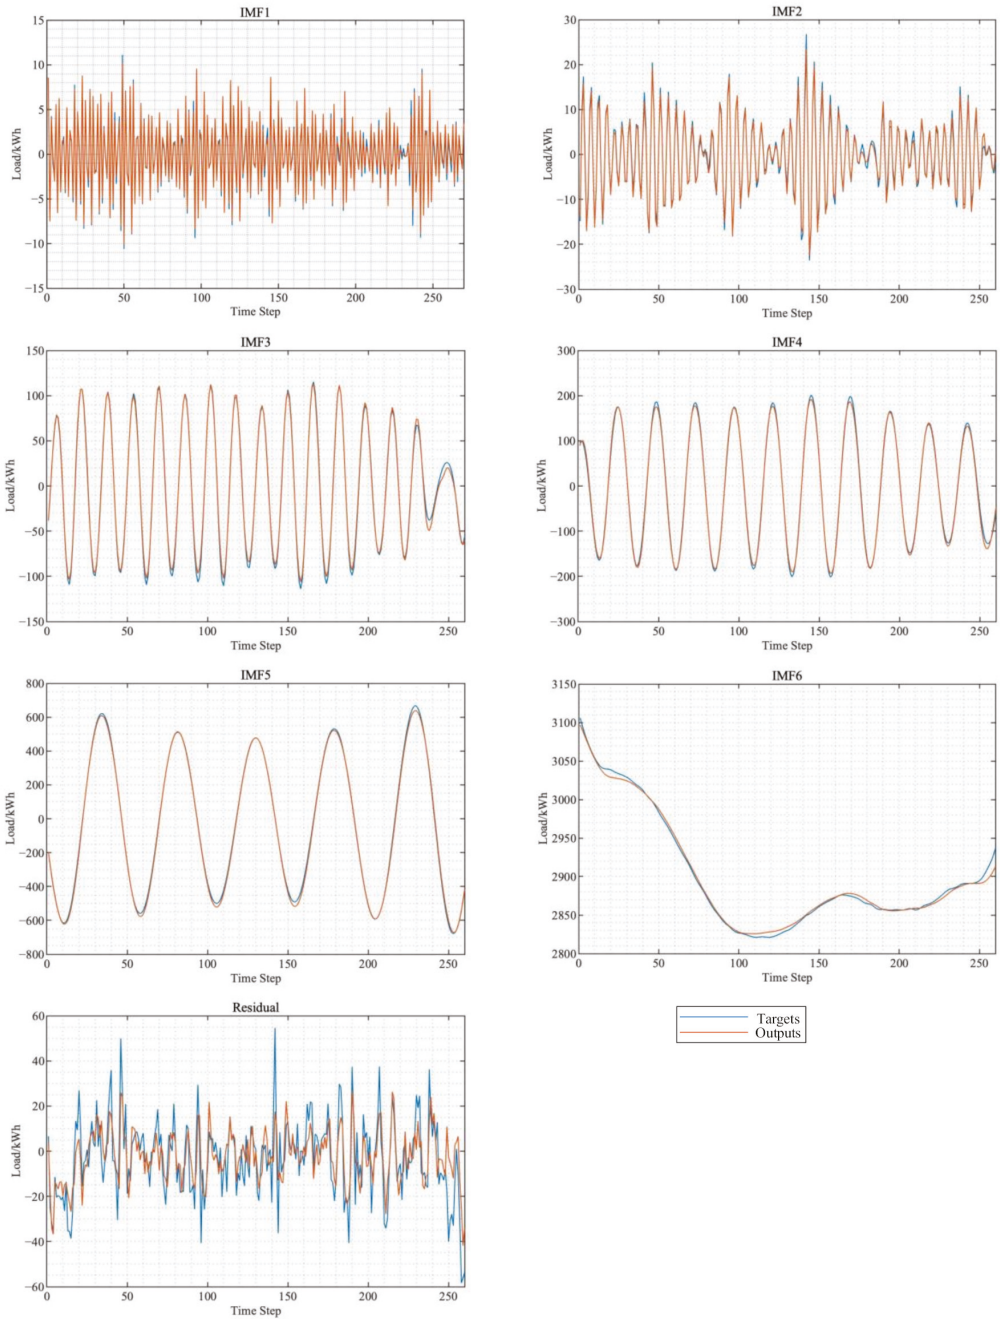 IMF1
15
10
5
0
−5
−10
−15
Load/kWh
0 50 100 150 200 250
Time Step
IMF2
30
20
10
0
−10
−20
−30
Load/kWh
0 50 100 150 200 250
Time Step
IMF3
150
100
50
0
−50
−100
−150
Load/kWh
0 50 100 150 200 250
Time Step
IMF4
300
200
100
0
−100
−200
−300
Load/kWh
0 50 100 150 200 250
Time Step
IMF5
800
600
400
200
0
−200
−400
−600
−800
Load/kWh
0 50 100 150 200 250
Time Step
IMF6
3150
3100
3050
3000
2950
2900
2850
2800
Load/kWh
0 50 100 150 200 250
Time Step
Residual
60
40
20
0
−20
−40
−60
Load/kWh
0 50 100 150 200 250
Time Step
Targets
Outputs